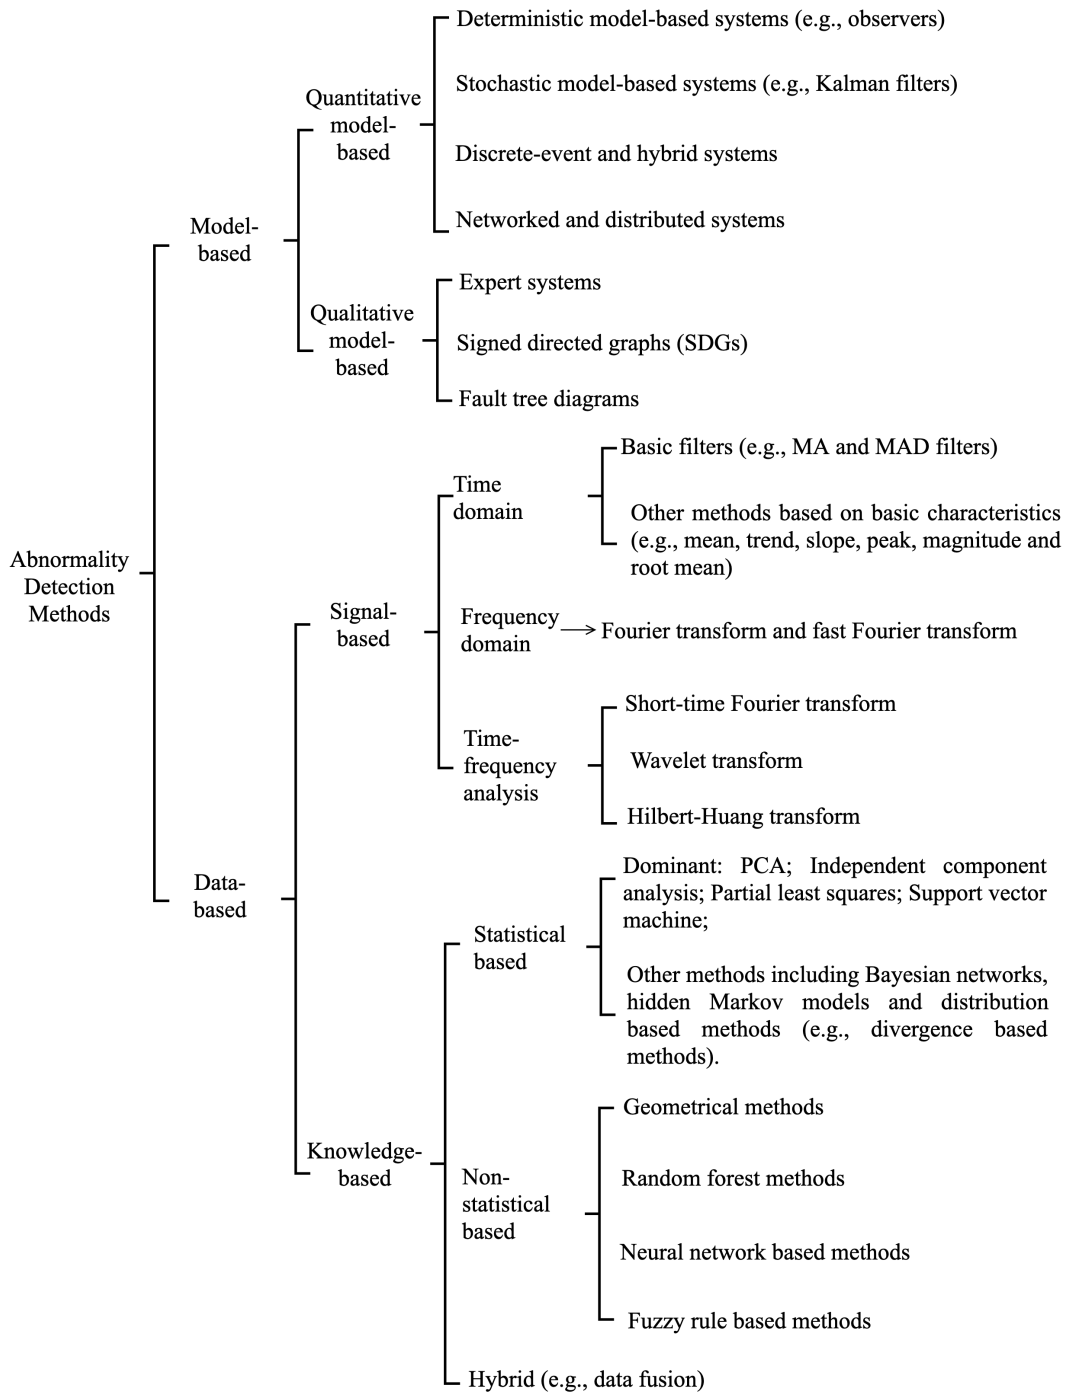 Deterministic model-based systems (e.g., observers)
Stochastic model-based systems (e.g., Kalman filters)
Quantitative
model-
based
Discrete-event and hybrid systems
Networked and distributed systems
Model-
based
Expert systems
Qualitative
model-
based
Signed directed graphs (SDGs)
Fault tree diagrams
Basic filters (e.g., MA and MAD filters)
Time
domain
Other methods based on basic characteristics
(e.g., mean, trend, slope, peak, magnitude and
root mean)
Abnormality
Detection
Methods
Signal-
based
Frequency
domain
Fourier transform and fast Fourier transform
Short-time Fourier transform
Time-
frequency
analysis
Wavelet transform
Hilbert-Huang transform
Data-
based
Dominant: PCA; Independent component
analysis; Partial least squares; Support vector
machine;
Statistical
based
Other methods including Bayesian networks,
hidden Markov models and distribution
based methods (e.g., divergence based
methods).
Knowledge-
based
Geometrical methods
Non-
statistical
based
Random forest methods
Neural network based methods
Fuzzy rule based methods
Hybrid (e.g., data fusion)